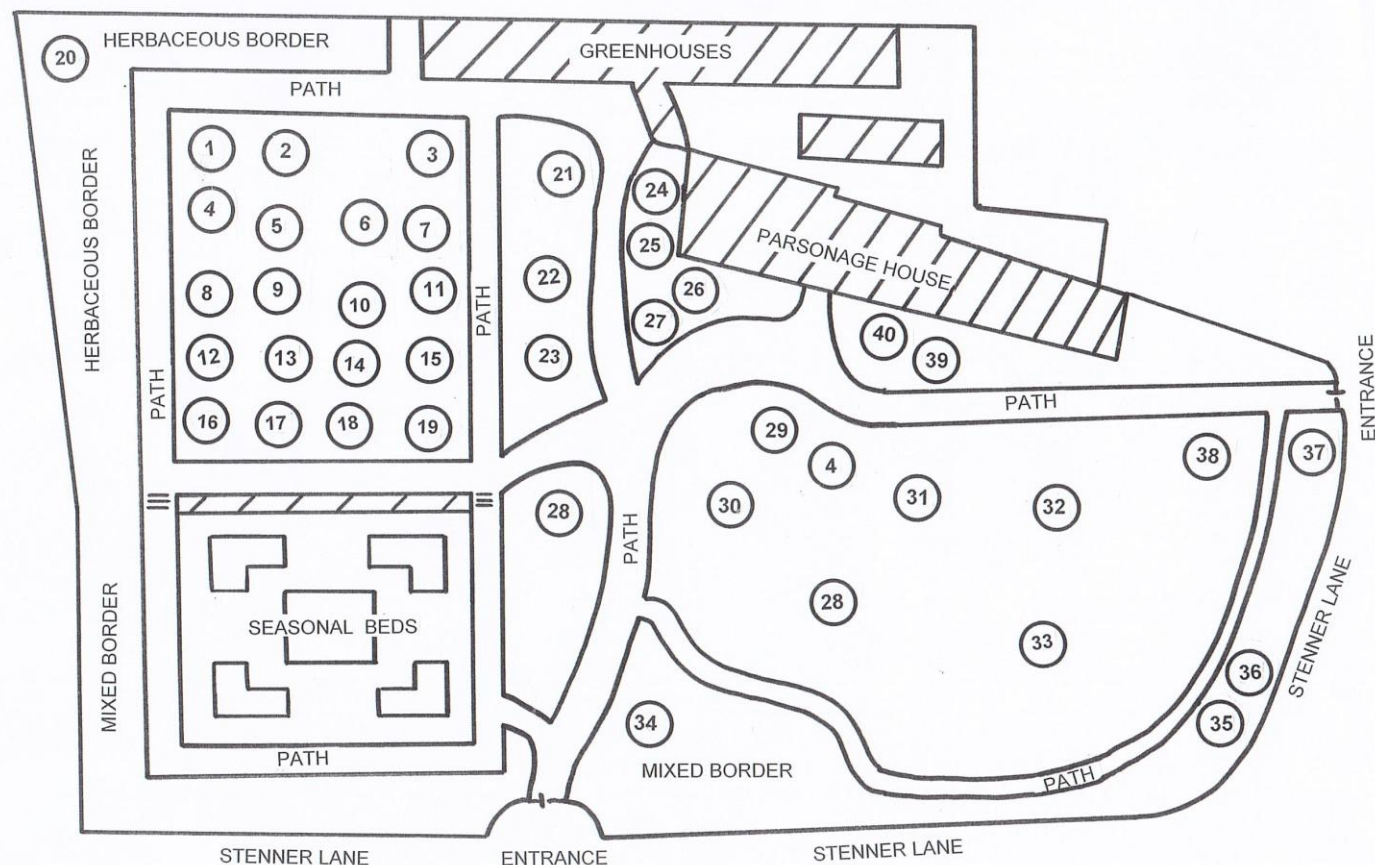 20
HERBACEOUS BORDER
GREENHOUSES
PATH
HERBACEOUS BORDER
PATH
1 2 3
4 5 6 7
8 9 10 11
12 13 14 15
16 17 18 19
PATH
21
22
23
24
25
26
27
PARSONAGE HOUSE
40
39
PATH
ENTRANCE
29
4
30
31
32
38
37
28
PATH
28
33
36
35
STENNER LANE
MIXED BORDER
SEASONAL BEDS
PATH
34
MIXED BORDER
PATH
STENNER LANE
ENTRANCE
STENNER LANE